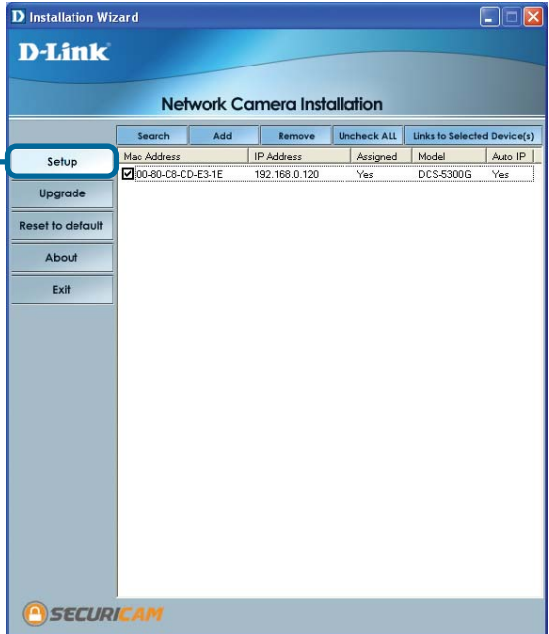 D Installation Wizard
D-Link
Network Camera Installation
Search Add Remove Uncheck ALL Links to Selected Device(s)
Mac Address IP Address Assigned Model Auto IP
00-80-C8-CD-E3-1E 192.168.0.120 Yes DCS-5300G Yes
Setup
Upgrade
Reset to default
About
Exit
SECURICAM